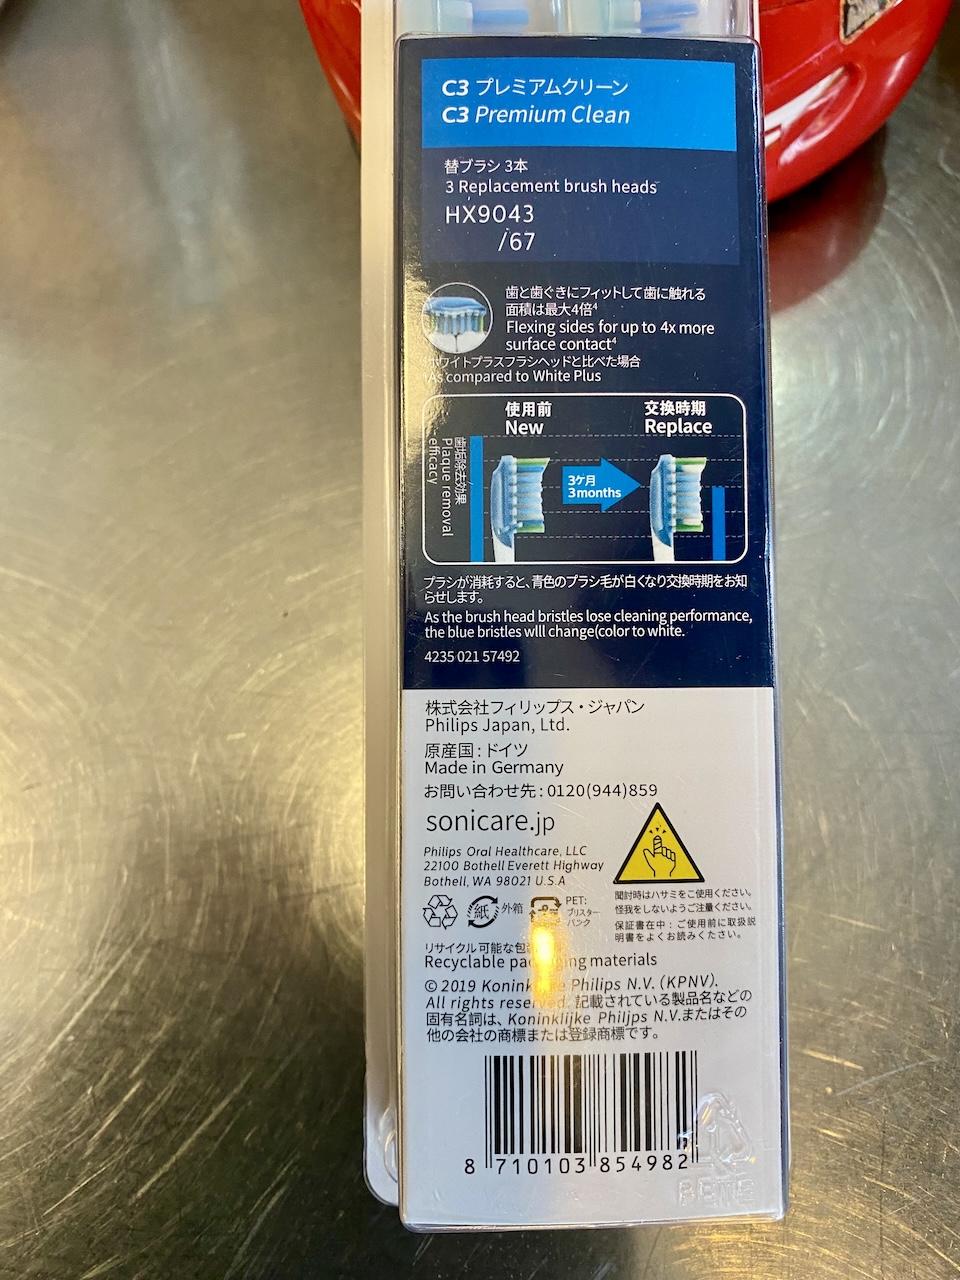 C3 プレミアムクリーン
C3 Premium Clean
替ブラシ 3本
3 Replacement brush heads
HX9043
/67
歯と歯ぐきにフィットして歯に触れる
面積は最大4倍⁴
Flexing sides for up to 4x more
surface contact⁴
ホワイトプラスブラシヘッドと比べた場合
As compared to White Plus
使用前
New
交換時期
Replace
歯垢除去効果
Plaque removal
efficacy
3ケ月
3months
ブラシが消耗すると、青色のブラシ毛が白くなり交換時期をお知
らせします。
As the brush head bristles lose cleaning performance,
the blue bristles will change(color to white.
4235 021 57492
株式会社フィリップス・ジャパン
Philips Japan, Ltd.
原産国：ドイツ
Made in Germany
お問い合わせ先：0120(944)859
sonicare.jp
Philips Oral Healthcare, LLC
22100 Bothell Everett Highway
Bothell, WA 98021 U.S.A
開封時はハサミをご使用ください。
怪我をしないようご注意ください。
保証書在中：ご使用前に取扱説
明書をよくお読みください。
紙 外箱
PET:
ブリスター
パック
リサイクル可能な包
Recyclable packaging materials
© 2019 Koninklijke Philips N.V. (KPNV).
All rights reserved. 記載されている製品名などの
固有名詞は、Koninklijke Philips N.V.またはその
他の会社の商標または登録商標です。
8 710103 854982
1